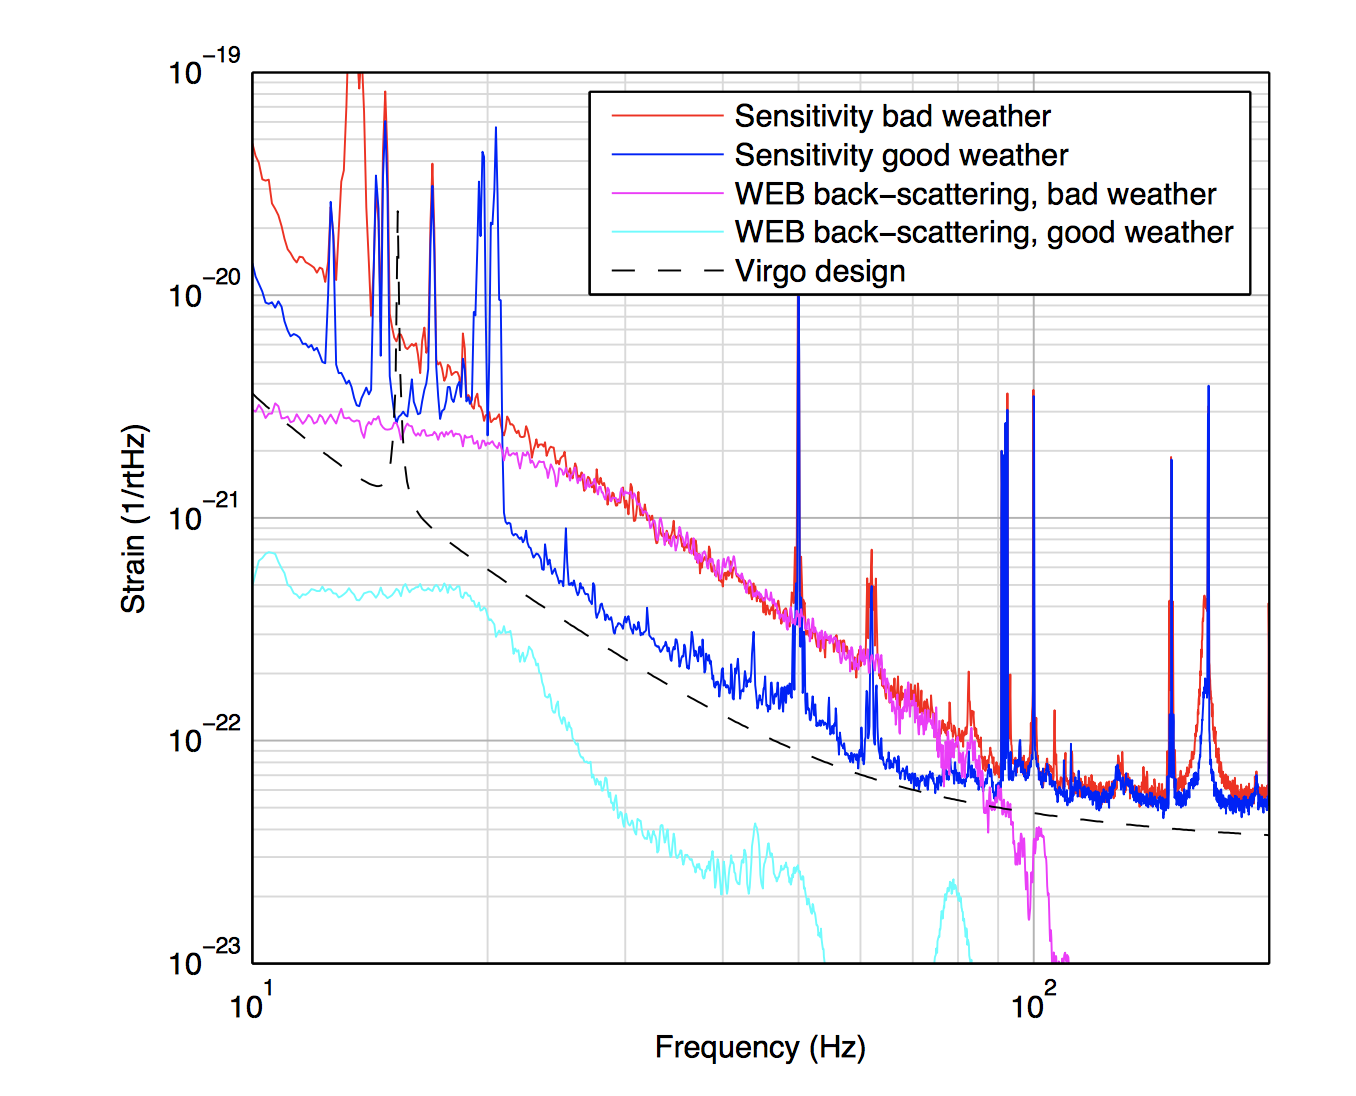 10^−19
10^−20
10^−21
10^−22
10^−23
Strain (1/rtHz)
Sensitivity bad weather
Sensitivity good weather
WEB back−scattering, bad weather
WEB back−scattering, good weather
Virgo design
10^1
10^2
Frequency (Hz)